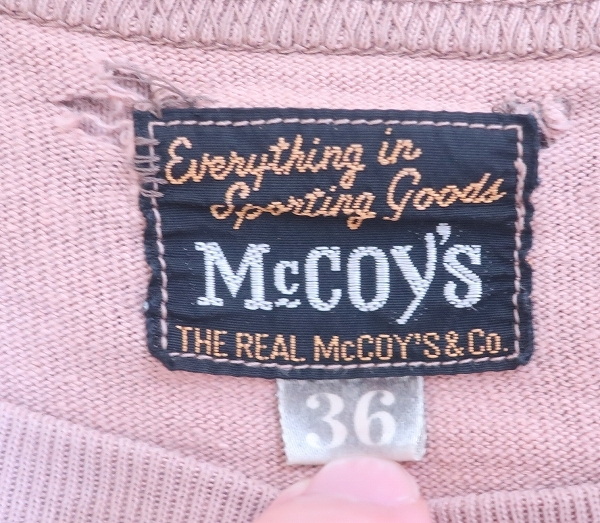 Everything in
Sporting Goods
McCOY'S
THE REAL McCOY'S & Co.
36